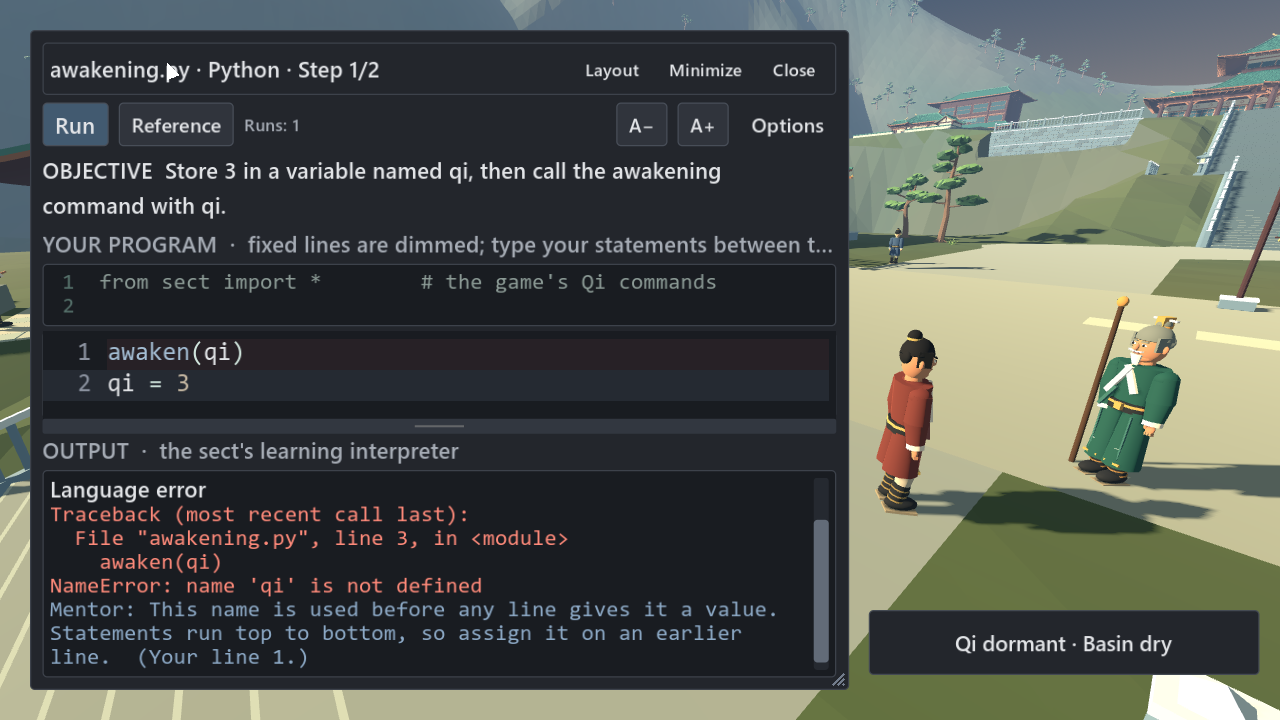 awakening.py · Python · Step 1/2
Layout
Minimize
Close
Run
Reference
Runs: 1
A−
A+
Options
OBJECTIVE  Store 3 in a variable named qi, then call the awakening
command with qi.
YOUR PROGRAM  ·  fixed lines are dimmed; type your statements between t...
1 from sect import *        # the game's Qi commands
2
1 awaken(qi)
2 qi = 3
OUTPUT  ·  the sect's learning interpreter
Language error
Traceback (most recent call last):
  File "awakening.py", line 3, in <module>
    awaken(qi)
NameError: name 'qi' is not defined
Mentor: This name is used before any line gives it a value.
Statements run top to bottom, so assign it on an earlier
line.  (Your line 1.)
Qi dormant · Basin dry